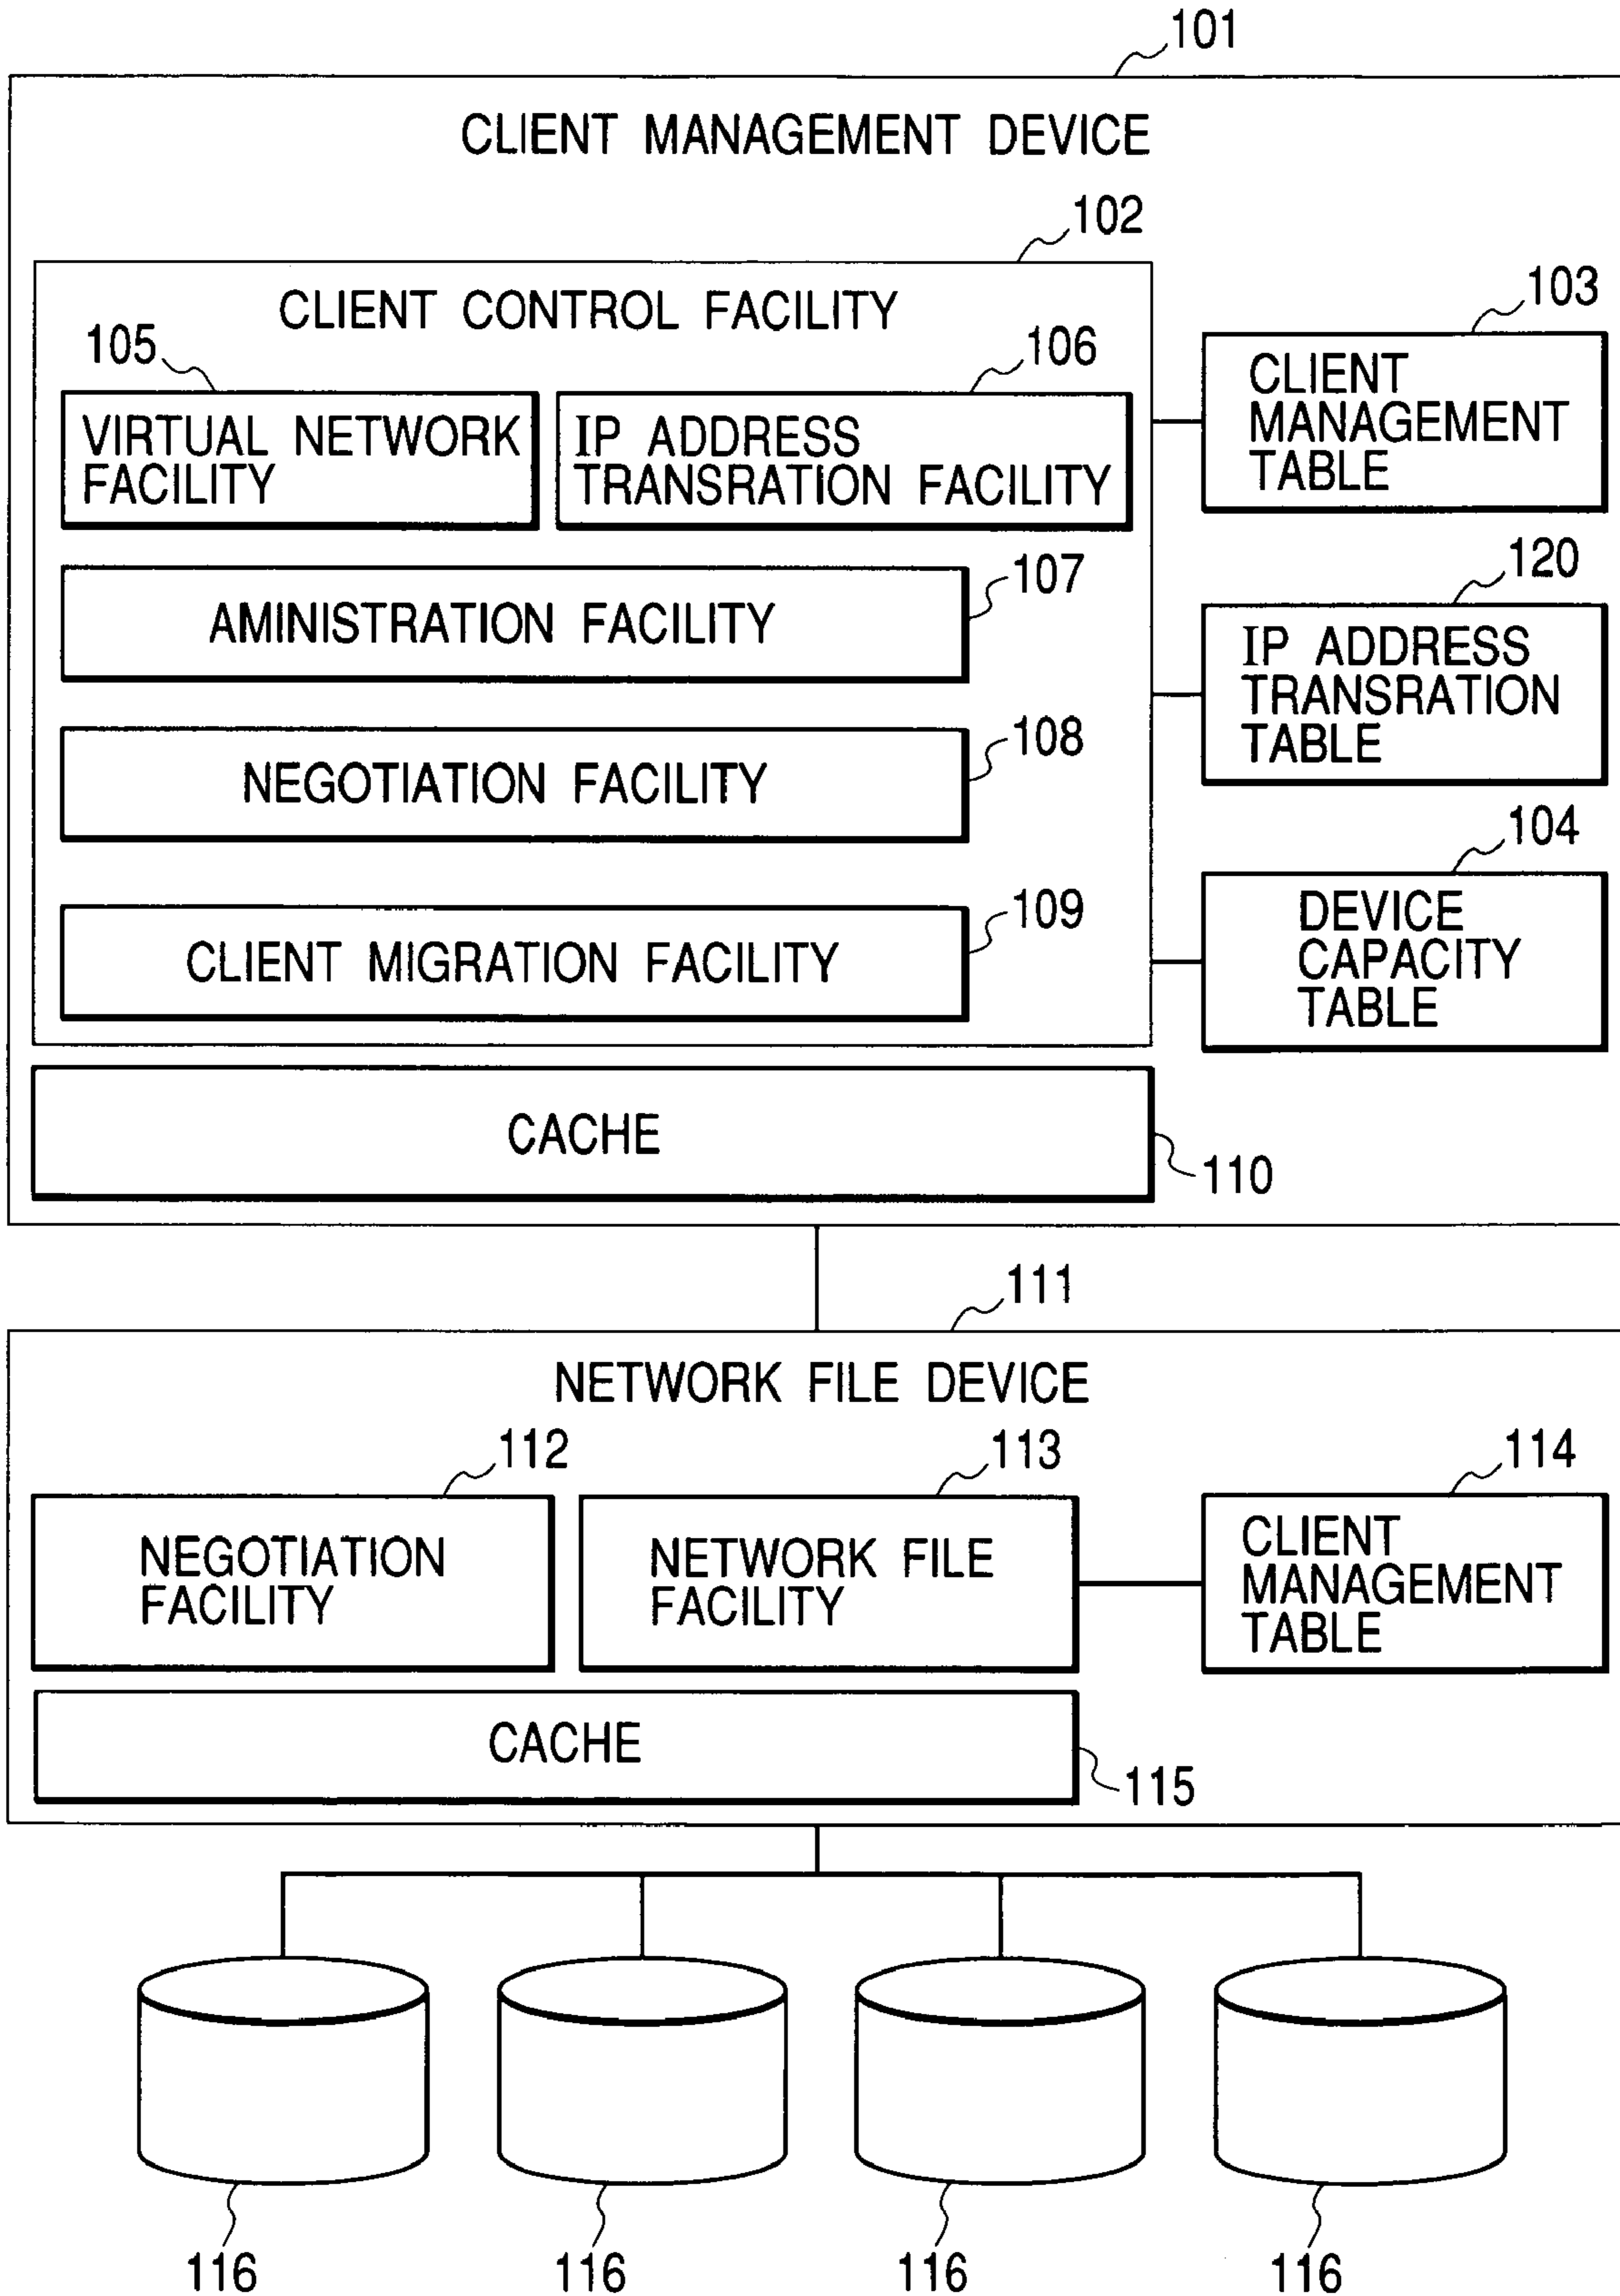 101
CLIENT MANAGEMENT DEVICE
102
CLIENT CONTROL FACILITY
103
105
106
CLIENT
MANAGEMENT
TABLE
VIRTUAL NETWORK
FACILITY
IP ADDRESS
TRANSRATION FACILITY
107
AMINISTRATION FACILITY
120
IP ADDRESS
TRANSRATION
TABLE
108
NEGOTIATION FACILITY
104
DEVICE
CAPACITY
TABLE
109
CLIENT MIGRATION FACILITY
CACHE
110
111
NETWORK FILE DEVICE
112
113
114
NEGOTIATION
FACILITY
NETWORK FILE
FACILITY
CLIENT
MANAGEMENT
TABLE
CACHE
115
116
116
116
116